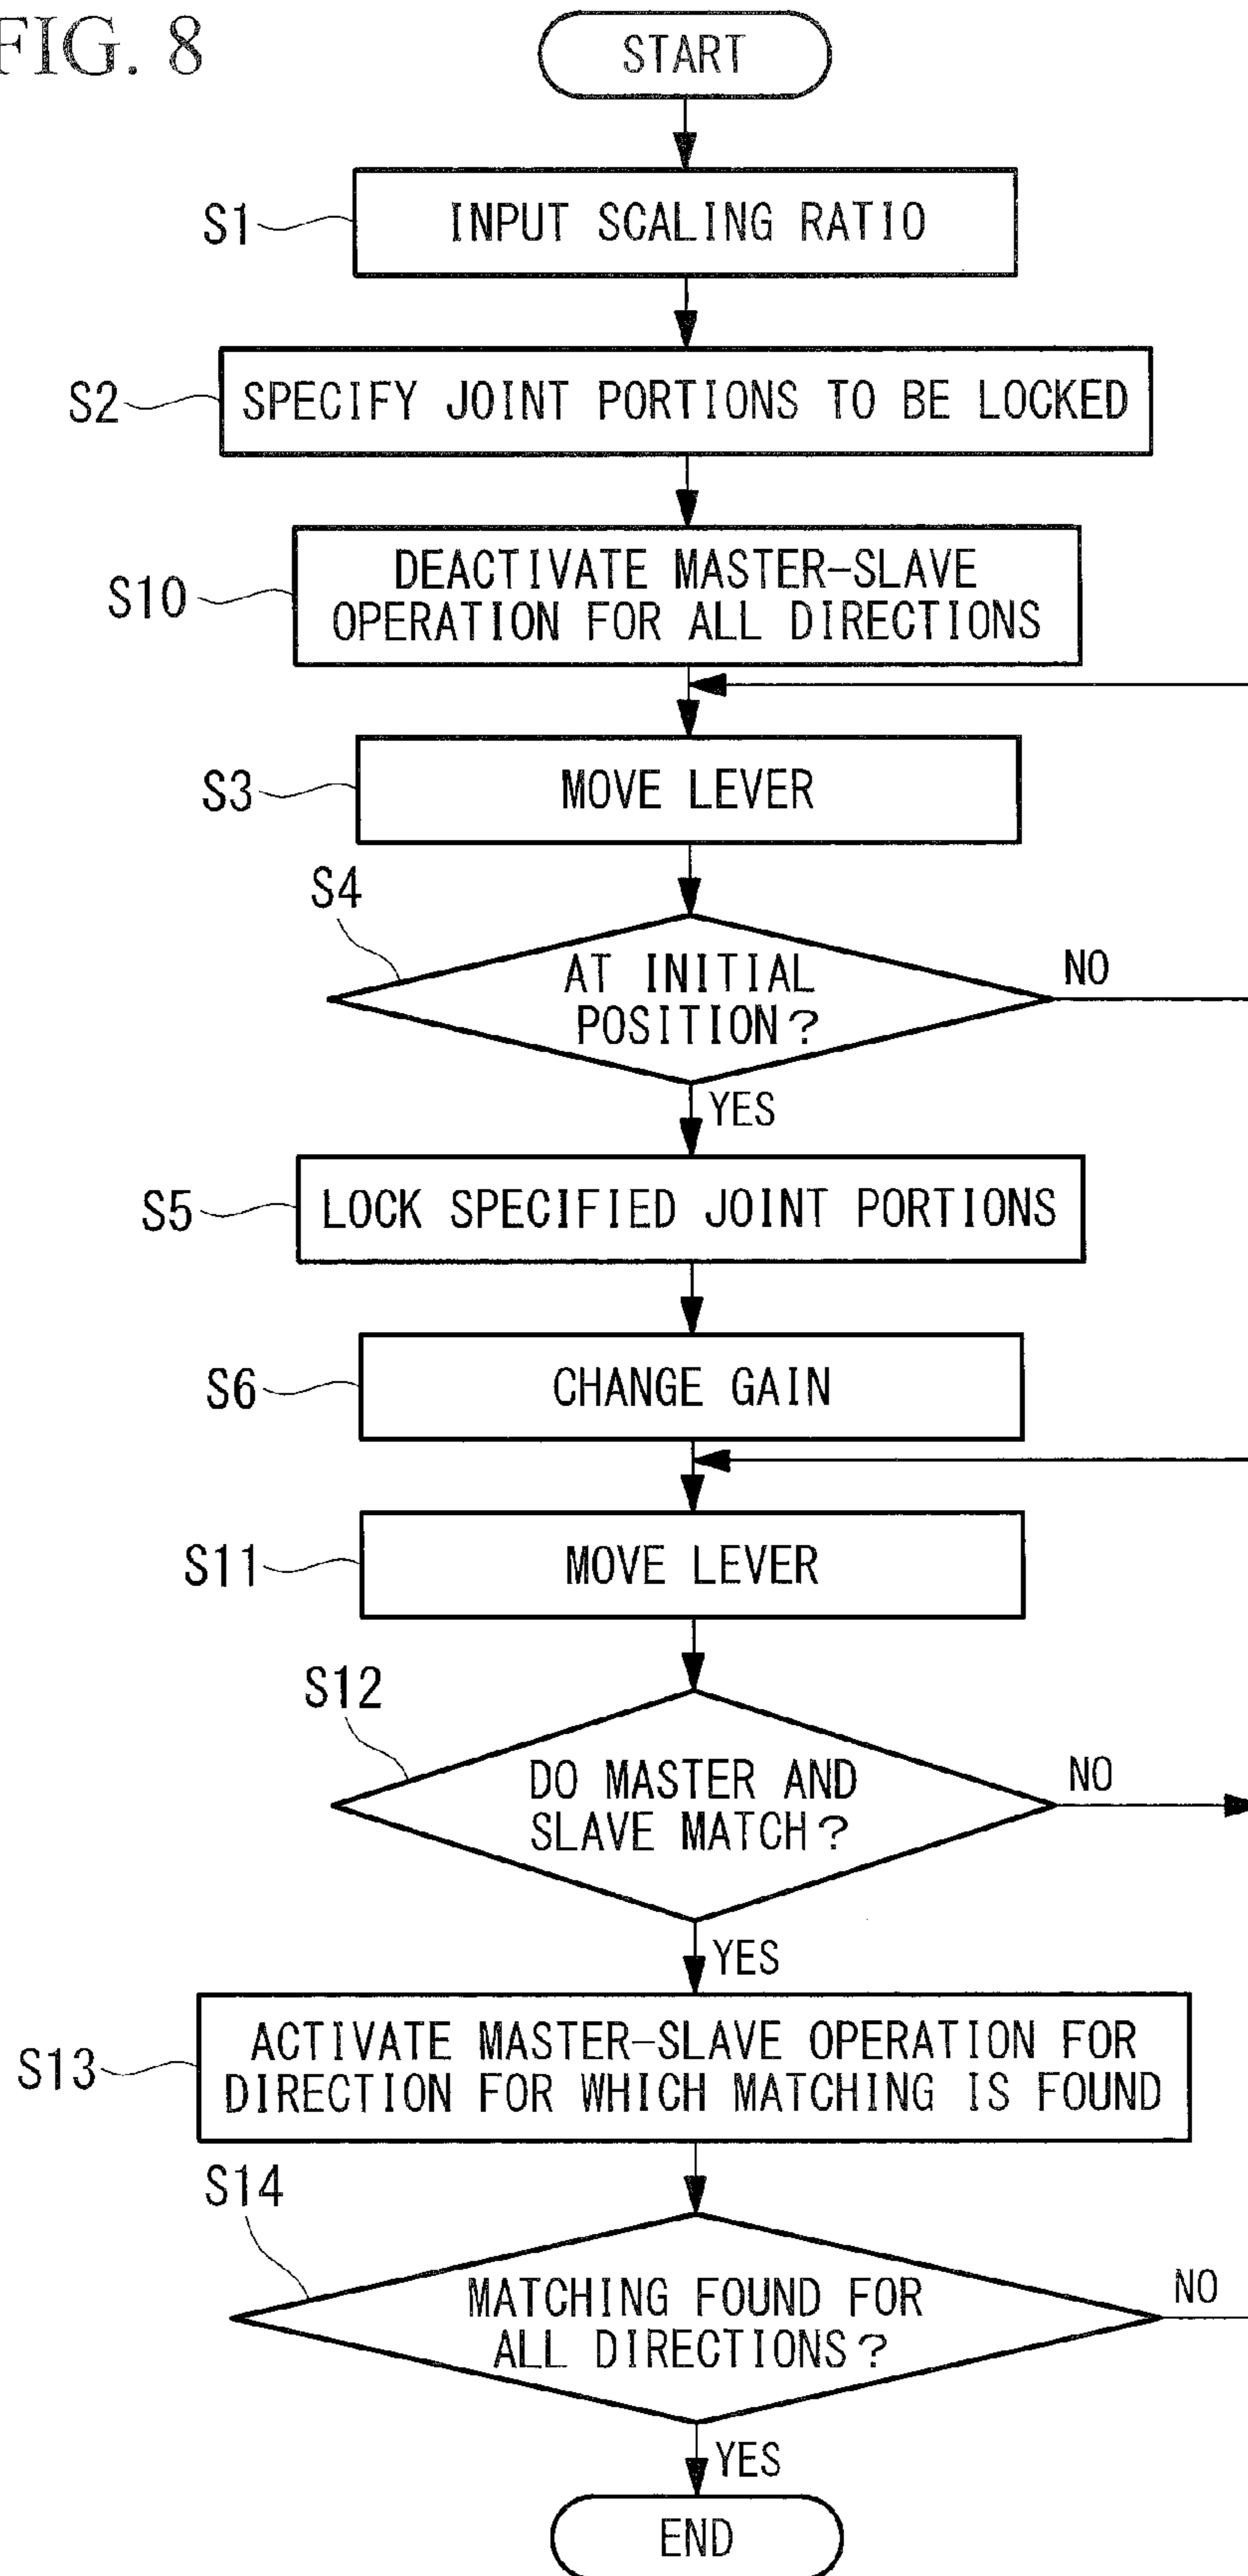 FIG. 8
START
S1
INPUT SCALING RATIO
S2
SPECIFY JOINT PORTIONS TO BE LOCKED
S10
DEACTIVATE MASTER-SLAVE
OPERATION FOR ALL DIRECTIONS
S3
MOVE LEVER
S4
AT INITIAL
POSITION?
NO
YES
S5
LOCK SPECIFIED JOINT PORTIONS
S6
CHANGE GAIN
S11
MOVE LEVER
S12
DO MASTER AND
SLAVE MATCH?
NO
YES
S13
ACTIVATE MASTER-SLAVE OPERATION FOR
DIRECTION FOR WHICH MATCHING IS FOUND
S14
MATCHING FOUND FOR
ALL DIRECTIONS?
NO
YES
END